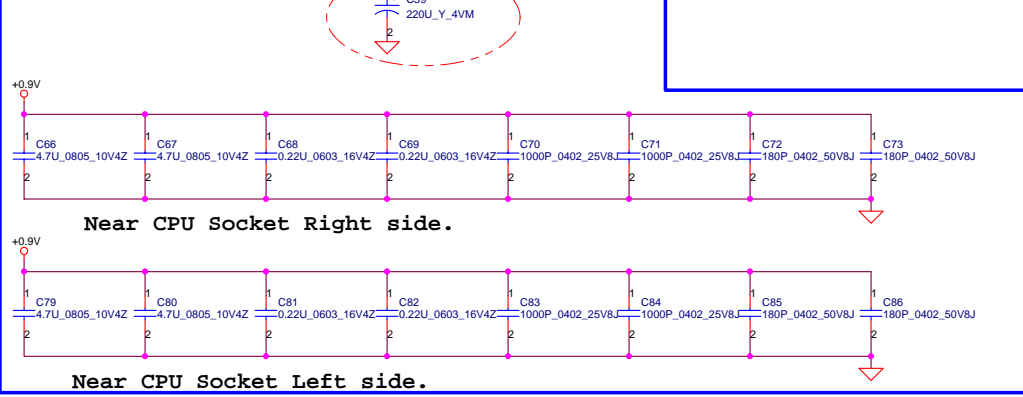 220U_Y_4VM
2
+0.9V
1 1 1 1 1 1 1 1
C66 C67 C68 C69 C70 C71 C72 C73
4.7U_0805_10V4Z 4.7U_0805_10V4Z 0.22U_0603_16V4Z 0.22U_0603_16V4Z 1000P_0402_25V8J 1000P_0402_25V8J 180P_0402_50V8J 180P_0402_50V8J
2 2 2 2 2 2 2 2
Near CPU Socket Right side.
+0.9V
1 1 1 1 1 1 1 1
C79 C80 C81 C82 C83 C84 C85 C86
4.7U_0805_10V4Z 4.7U_0805_10V4Z 0.22U_0603_16V4Z 0.22U_0603_16V4Z 1000P_0402_25V8J 1000P_0402_25V8J 180P_0402_50V8J 180P_0402_50V8J
2 2 2 2 2 2 2 2
Near CPU Socket Left side.